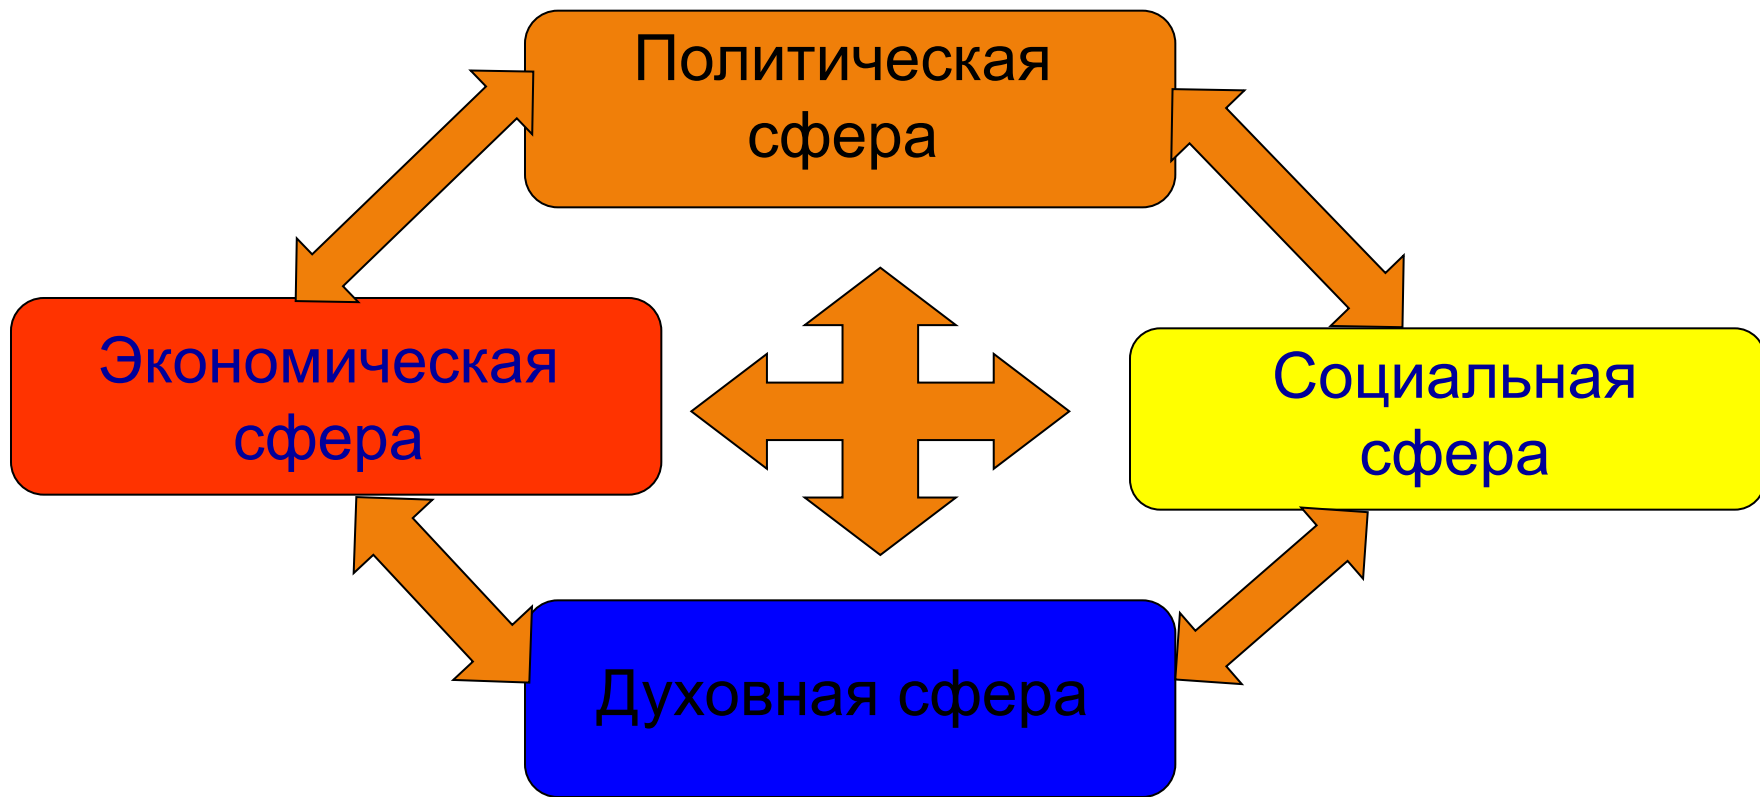 Политическая
сфера
Экономическая
сфера
Социальная
сфера
Духовная сфера